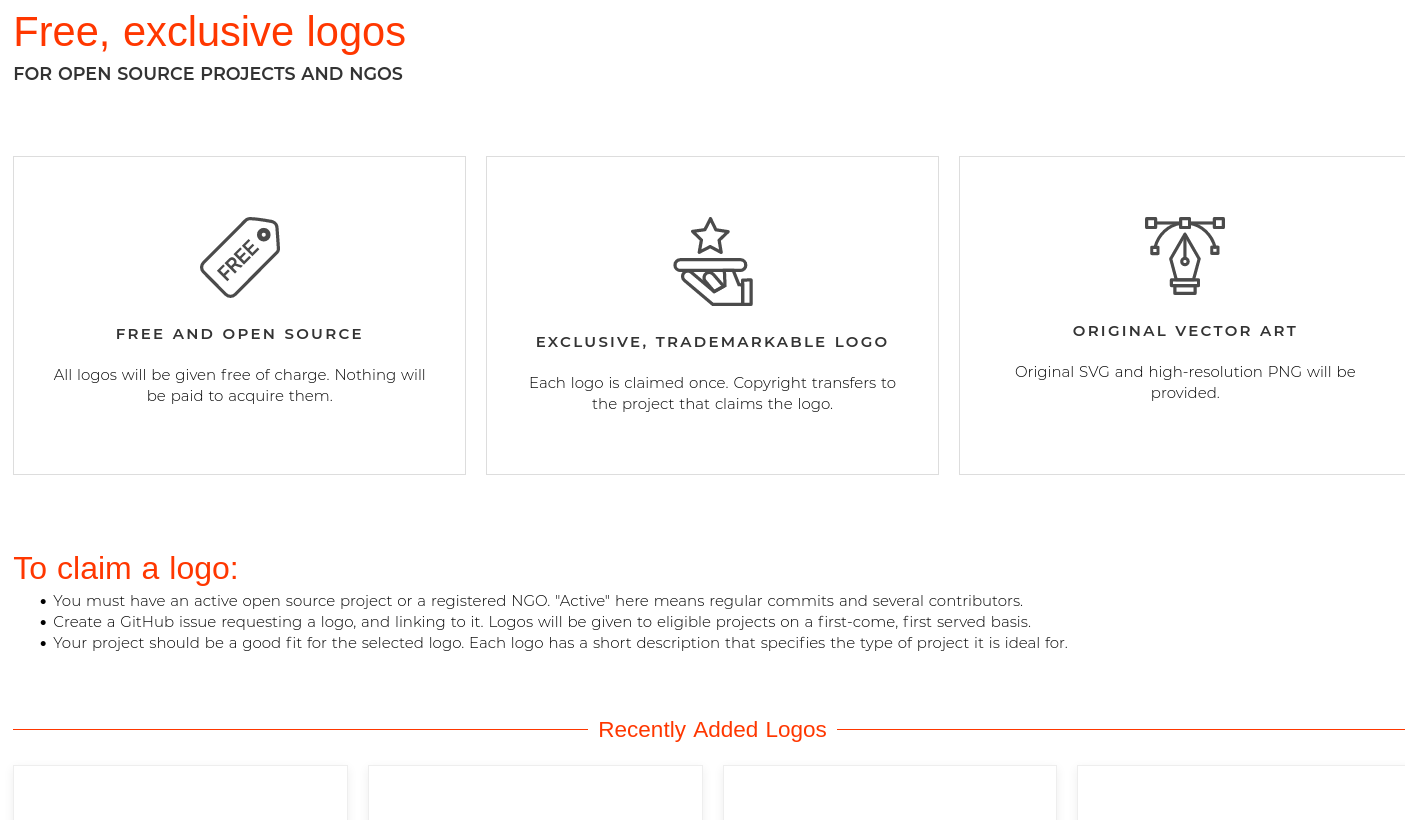 Free, exclusive logos
FOR OPEN SOURCE PROJECTS AND NGOS
FREE
FREE AND OPEN SOURCE
All logos will be given free of charge. Nothing will
be paid to acquire them.
EXCLUSIVE, TRADEMARKABLE LOGO
Each logo is claimed once. Copyright transfers to
the project that claims the logo.
ORIGINAL VECTOR ART
Original SVG and high-resolution PNG will be
provided.
To claim a logo:
• You must have an active open source project or a registered NGO. "Active" here means regular commits and several contributors.
• Create a GitHub issue requesting a logo, and linking to it. Logos will be given to eligible projects on a first-come, first served basis.
• Your project should be a good fit for the selected logo. Each logo has a short description that specifies the type of project it is ideal for.
Recently Added Logos